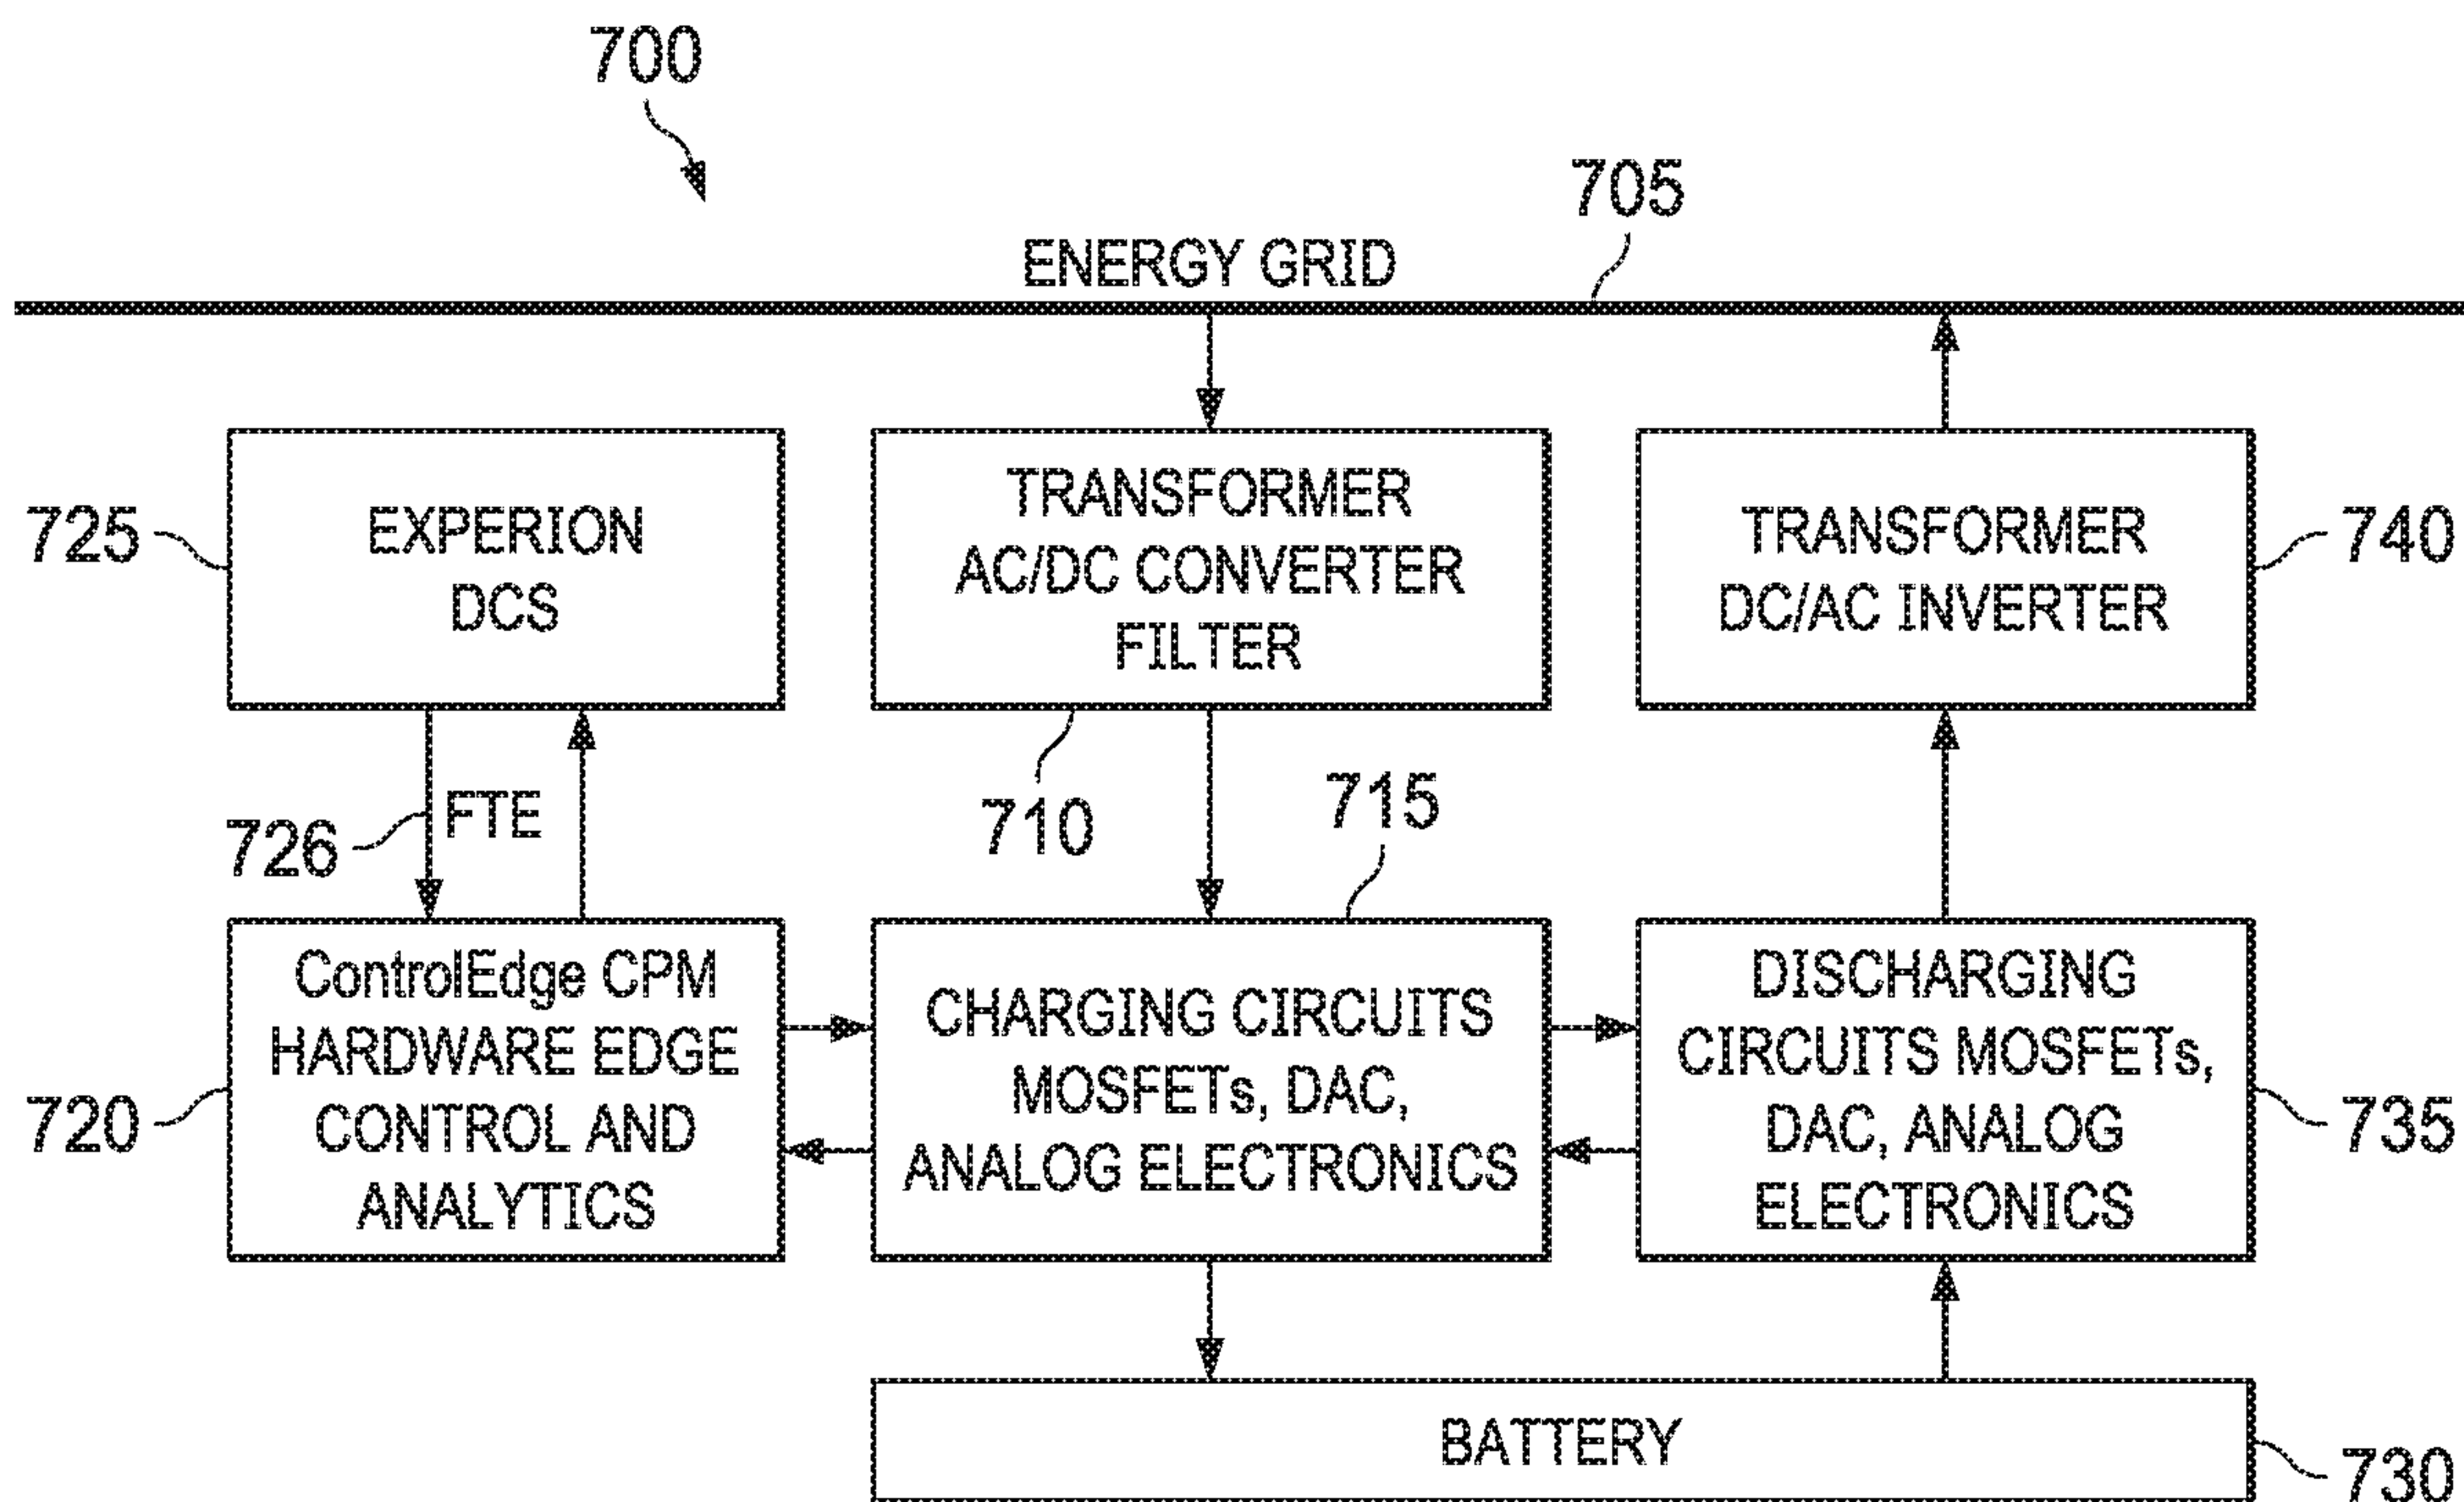 700
705
ENERGY GRID
725
EXPERION
DCS
TRANSFORMER
AC/DC CONVERTER
FILTER
710
TRANSFORMER
DC/AC INVERTER
740
726
FTE
715
720
ControlEdge CPM
HARDWARE EDGE
CONTROL AND
ANALYTICS
CHARGING CIRCUITS
MOSFETs, DAC,
ANALOG ELECTRONICS
DISCHARGING
CIRCUITS MOSFETs,
DAC, ANALOG
ELECTRONICS
735
BATTERY
730